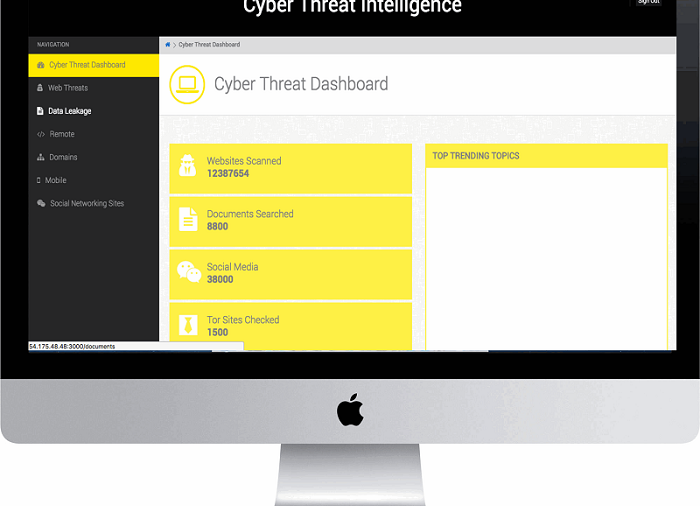 Cyber Threat Intelligence
Sign Out
NAVIGATION
Cyber Threat Dashboard
Web Threats
Data Leakage
Remote
Domains
Mobile
Social Networking Sites
54.175.48.48:3000/documents
> Cyber Threat Dashboard
Cyber Threat Dashboard
Websites Scanned
12387654
Documents Searched
8800
Social Media
38000
Tor Sites Checked
1500
TOP TRENDING TOPICS